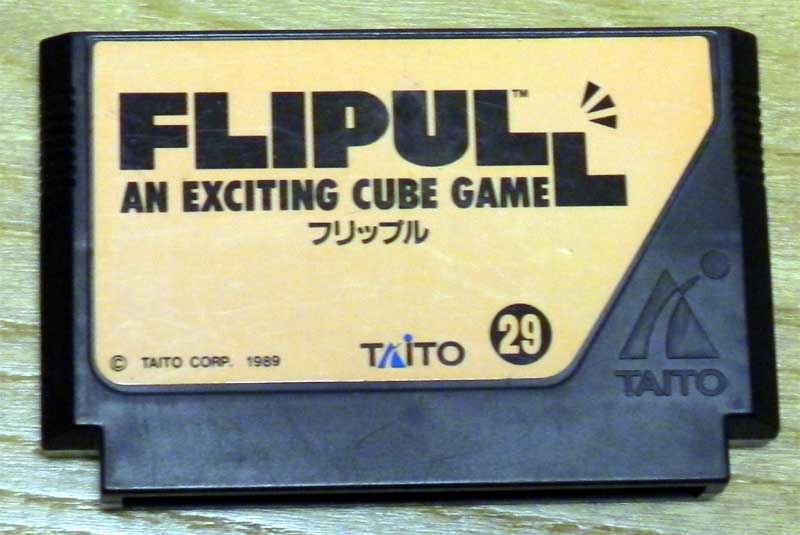 FLIPULL™
AN EXCITING CUBE GAME
フリップル
© TAITO CORP. 1989
TAITO
29
TAITO